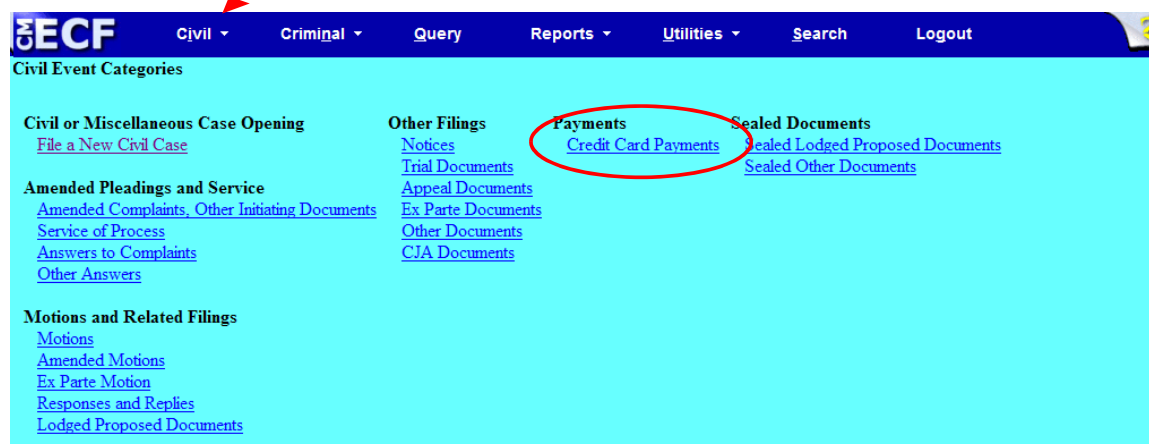 CM ECF Civil Criminal Query Reports Utilities Search Logout
Civil Event Categories
Civil or Miscellaneous Case Opening
File a New Civil Case
Amended Pleadings and Service
Amended Complaints, Other Initiating Documents
Service of Process
Answers to Complaints
Other Answers
Motions and Related Filings
Motions
Amended Motions
Ex Parte Motion
Responses and Replies
Lodged Proposed Documents
Other Filings
Notices
Trial Documents
Appeal Documents
Ex Parte Documents
Other Documents
CJA Documents
Payments
Credit Card Payments
Sealed Documents
Sealed Lodged Proposed Documents
Sealed Other Documents